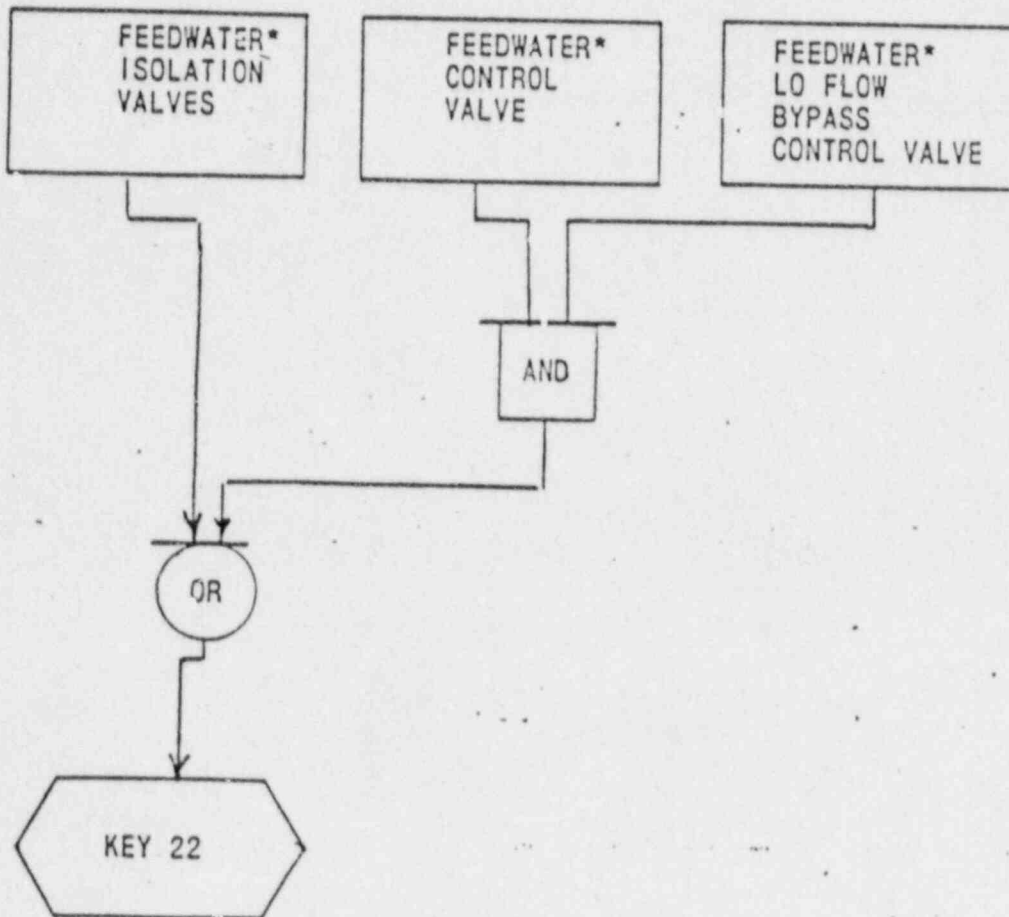 FEEDWATER*
ISOLATION
VALVES
FEEDWATER*
CONTROL
VALVE
FEEDWATER*
LO FLOW
BYPASS
CONTROL VALVE
AND
OR
KEY 22